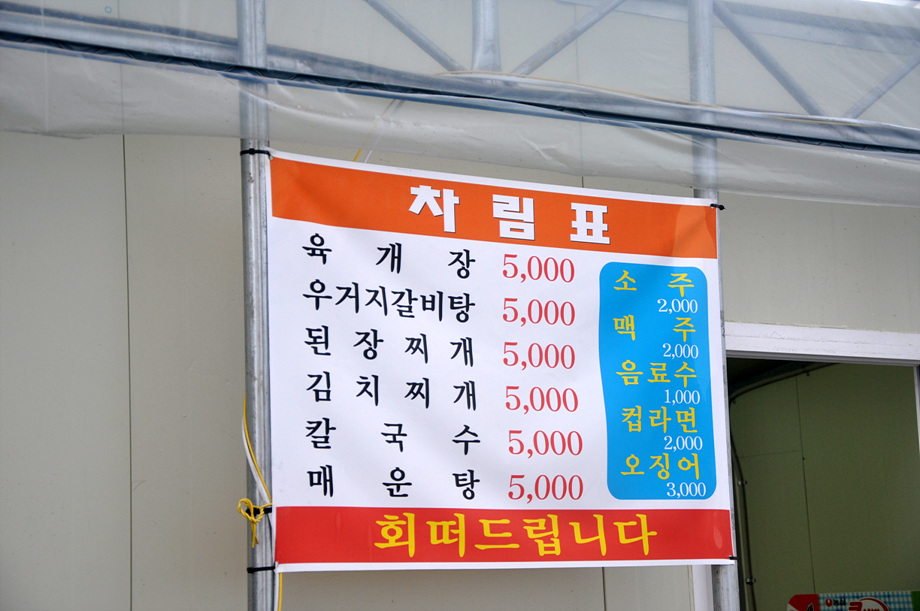 차림표
육개장 5,000
우거지갈비탕 5,000
된장찌개 5,000
김치찌개 5,000
칼국수 5,000
매운탕 5,000
소주
2,000
맥주
2,000
음료수
1,000
컵라면
2,000
오징어
3,000
회떠드립니다